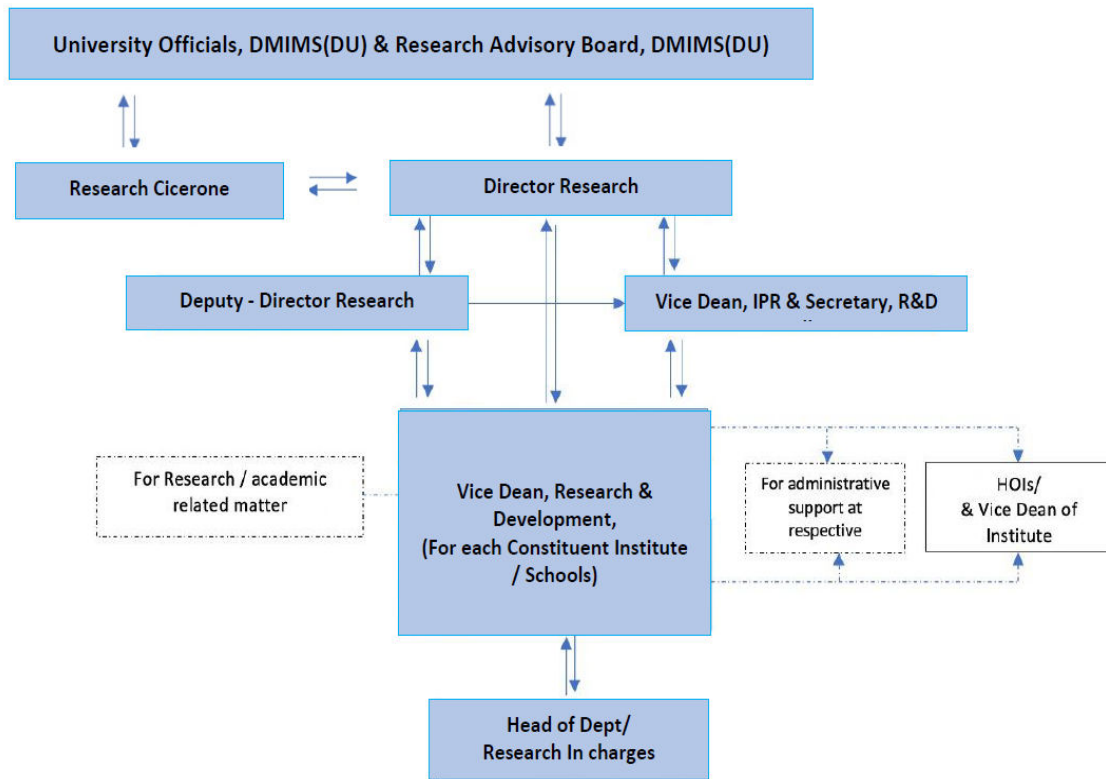 University Officials, DMIMS(DU) & Research Advisory Board, DMIMS(DU)
Research Cicerone
Director Research
Deputy - Director Research
Vice Dean, IPR & Secretary, R&D
For Research / academic
related matter
Vice Dean, Research &
Development,
(For each Constituent Institute
/ Schools)
For administrative
support at
respective
HOIs/
& Vice Dean of
Institute
Head of Dept/
Research In charges